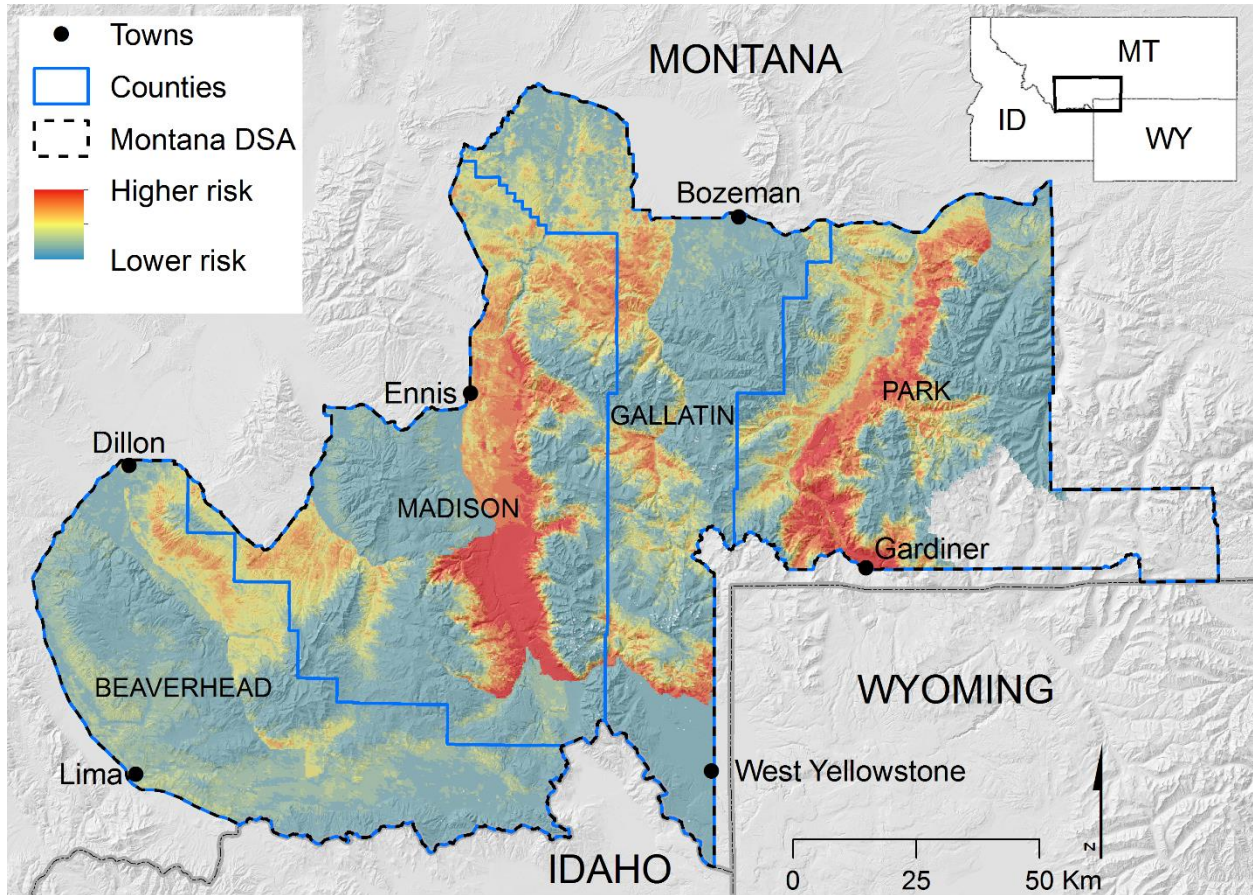 Towns
Counties
Montana DSA
Higher risk
Lower risk
MONTANA
MT
ID
WY
Bozeman
Ennis
GALLATIN
PARK
Dillon
MADISON
Gardiner
BEAVERHEAD
WYOMING
Lima
West Yellowstone
IDAHO
N
0 25 50 Km